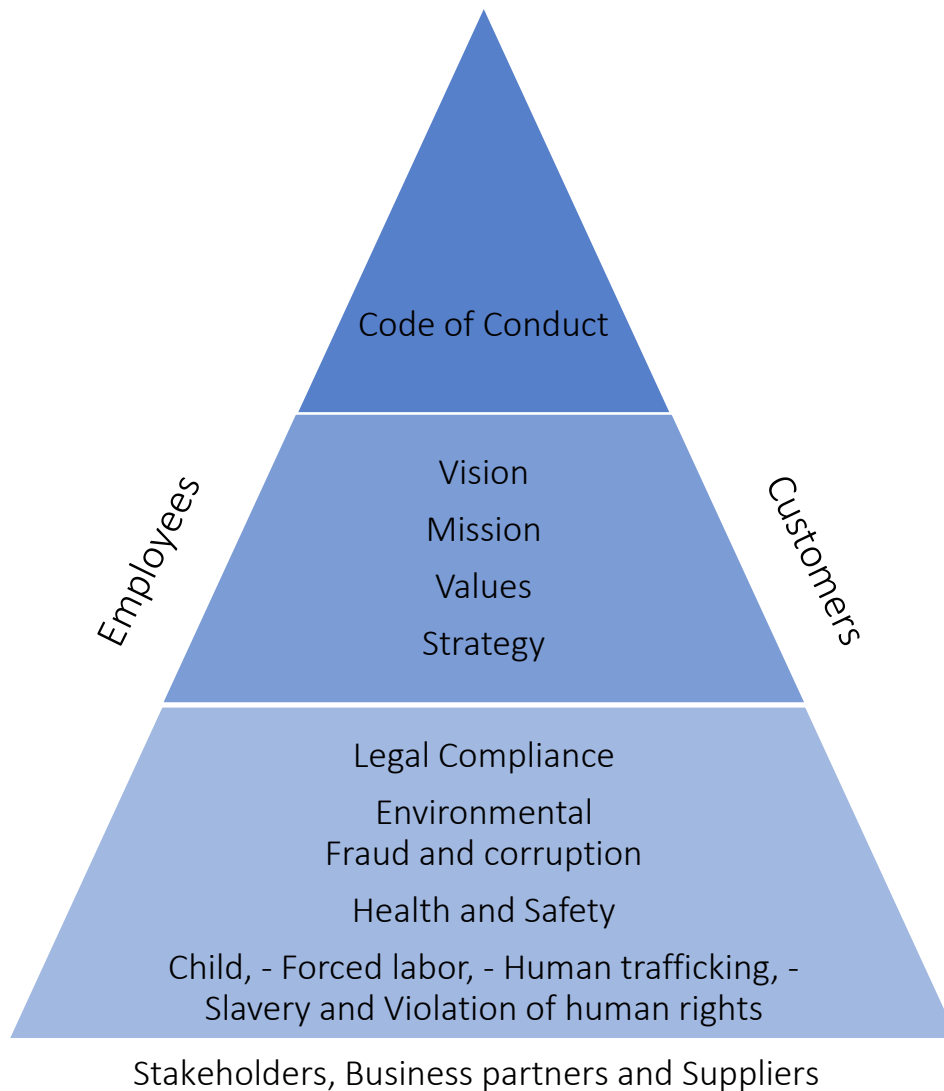 Code of Conduct
Employees
Customers
Vision
Mission
Values
Strategy
Legal Compliance
Environmental
Fraud and corruption
Health and Safety
Child, - Forced labor, - Human trafficking, -
Slavery and Violation of human rights
Stakeholders, Business partners and Suppliers